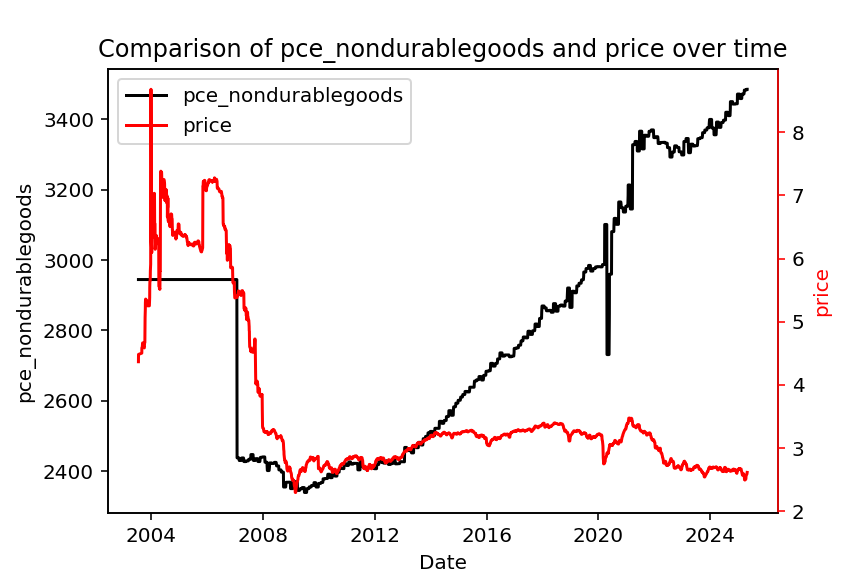 Comparison of pce_nondurablegoods and price over time
pce_nondurablegoods
price
3400
3200
3000
2800
2600
2400
pce_nondurablegoods
8
7
6
5
4
3
2
price
2004 2008 2012 2016 2020 2024
Date